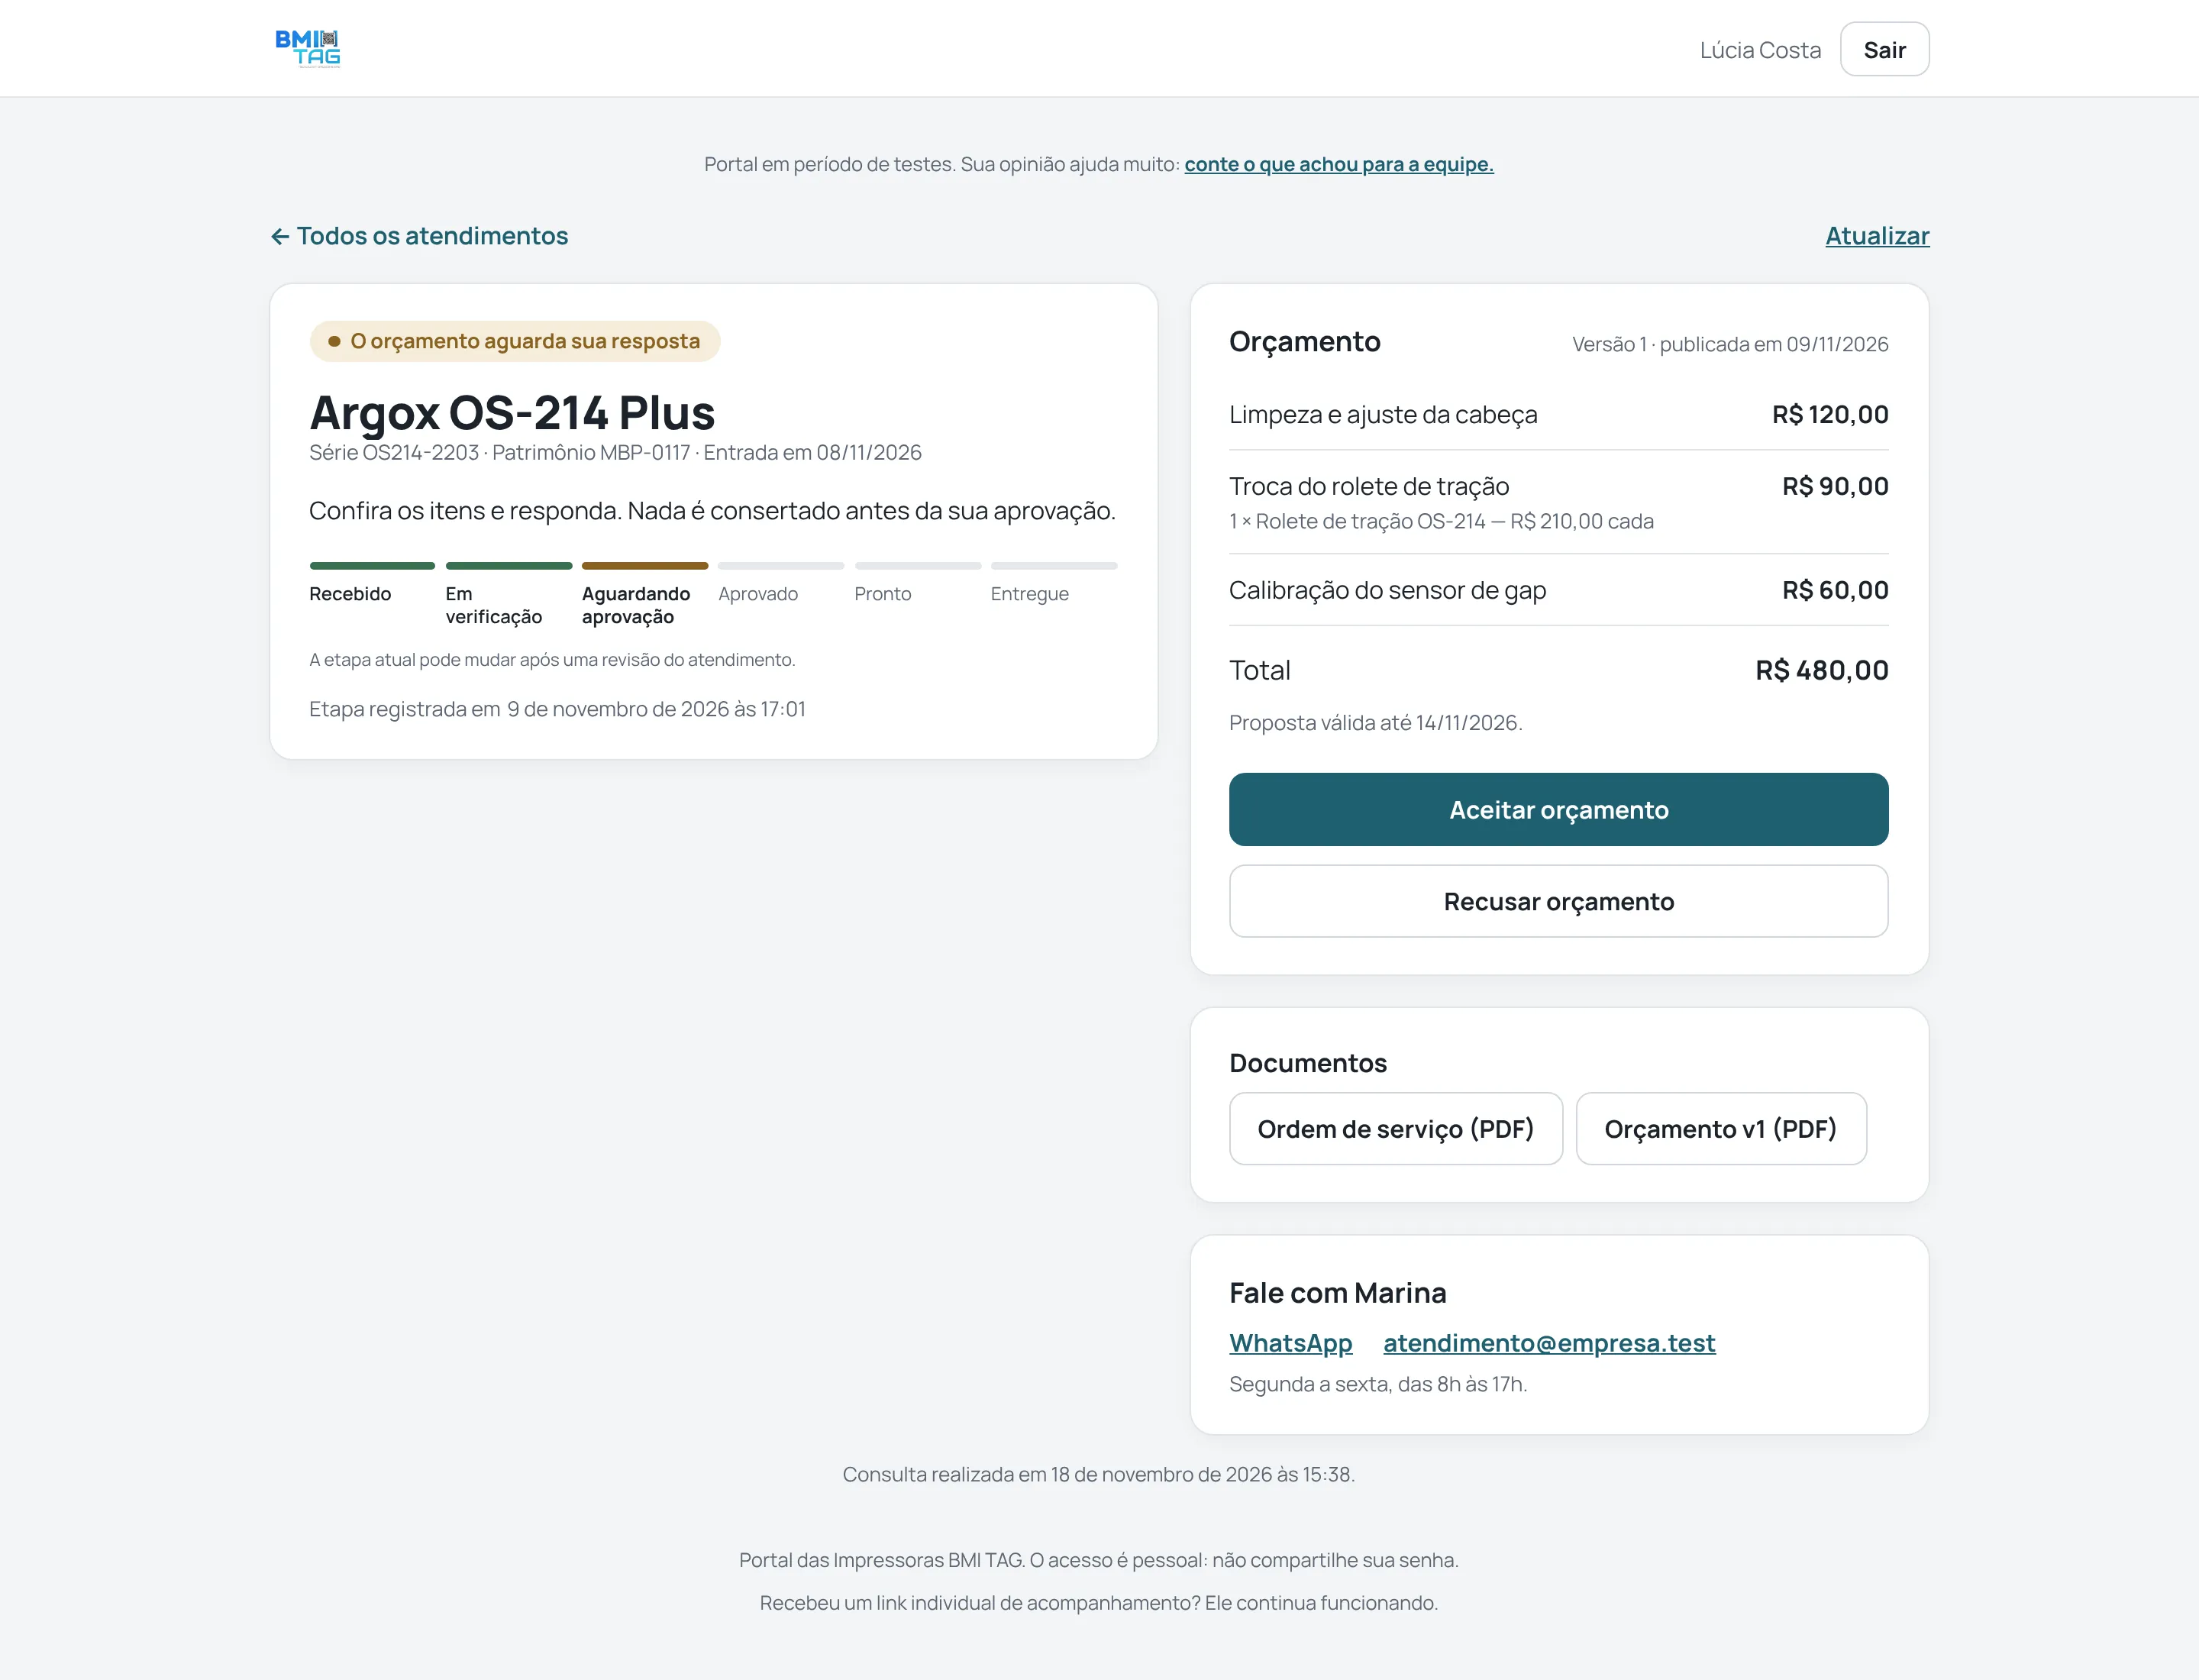 BMI
TAG
Lúcia Costa
Sair
Portal em período de testes. Sua opinião ajuda muito: conte o que achou para a equipe.
← Todos os atendimentos
Atualizar
O orçamento aguarda sua resposta
Argox OS-214 Plus
Série OS214-2203 · Patrimônio MBP-0117 · Entrada em 08/11/2026
Confira os itens e responda. Nada é consertado antes da sua aprovação.
Recebido
Em
verificação
Aguardando
aprovação
Aprovado
Pronto
Entregue
A etapa atual pode mudar após uma revisão do atendimento.
Etapa registrada em 9 de novembro de 2026 às 17:01
Orçamento
Versão 1 · publicada em 09/11/2026
Limpeza e ajuste da cabeça
R$ 120,00
Troca do rolete de tração
R$ 90,00
1 × Rolete de tração OS-214 — R$ 210,00 cada
Calibração do sensor de gap
R$ 60,00
Total
R$ 480,00
Proposta válida até 14/11/2026.
Aceitar orçamento
Recusar orçamento
Documentos
Ordem de serviço (PDF)
Orçamento v1 (PDF)
Fale com Marina
WhatsApp
atendimento@empresa.test
Segunda a sexta, das 8h às 17h.
Consulta realizada em 18 de novembro de 2026 às 15:38.
Portal das Impressoras BMI TAG. O acesso é pessoal: não compartilhe sua senha.
Recebeu um link individual de acompanhamento? Ele continua funcionando.